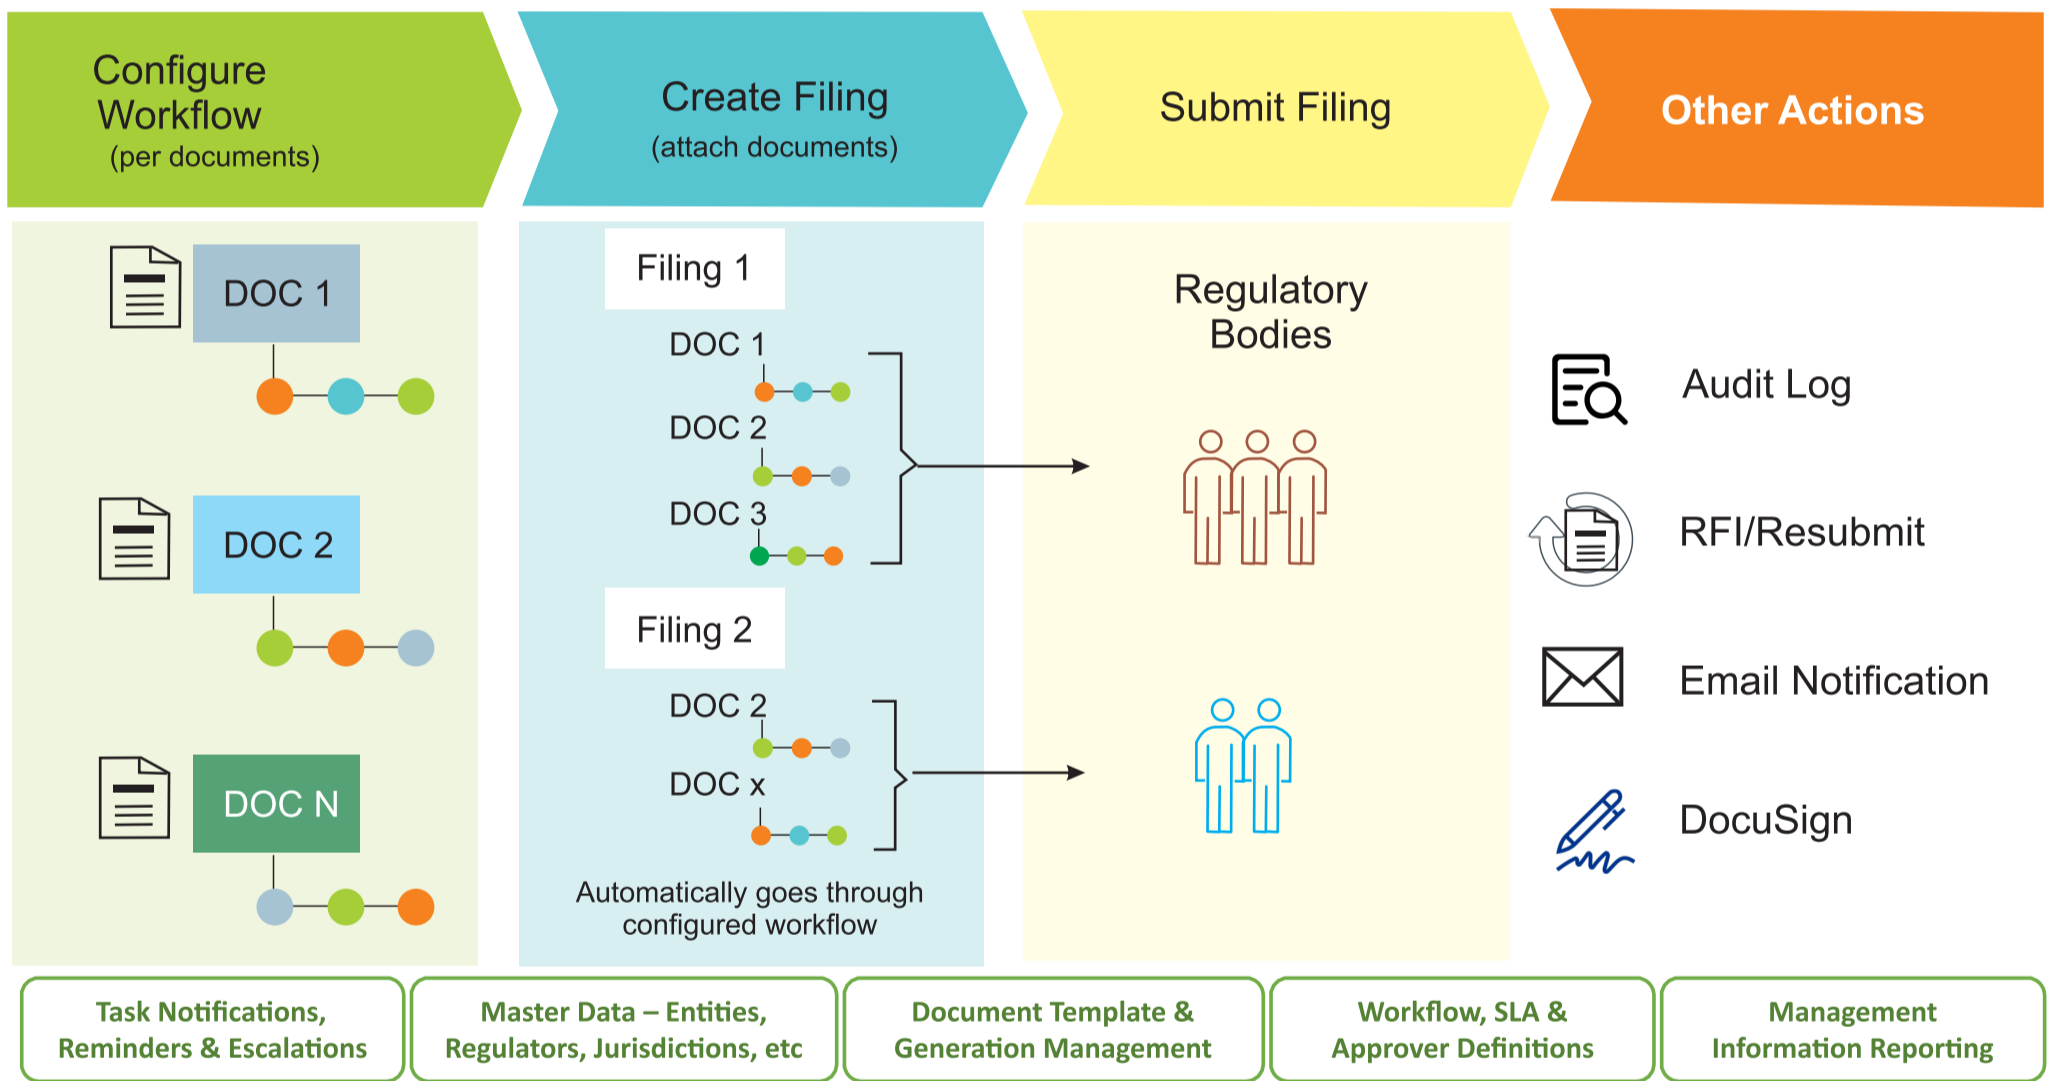 Configure
Workflow
(per documents)
Create Filing
(attach documents)
Submit Filing
Other Actions
DOC 1
DOC 2
DOC N
Filing 1
DOC 1
DOC 2
DOC 3
Filing 2
DOC 2
DOC x
Automatically goes through
configured workflow
Regulatory
Bodies
Audit Log
RFI/Resubmit
Email Notification
DocuSign
Task Notifications,
Reminders & Escalations
Master Data – Entities,
Regulators, Jurisdictions, etc
Document Template &
Generation Management
Workflow, SLA &
Approver Definitions
Management
Information Reporting